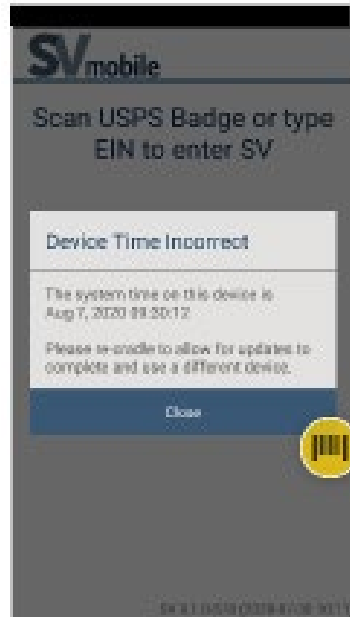 SVmobile
Scan USPS Badge or type
EIN to enter SV
Device Time Incorrect
The system time on this device is
Aug 7, 2020 09:30:12
Please re-cradle to allow for updates to
complete and use a different device.
Close